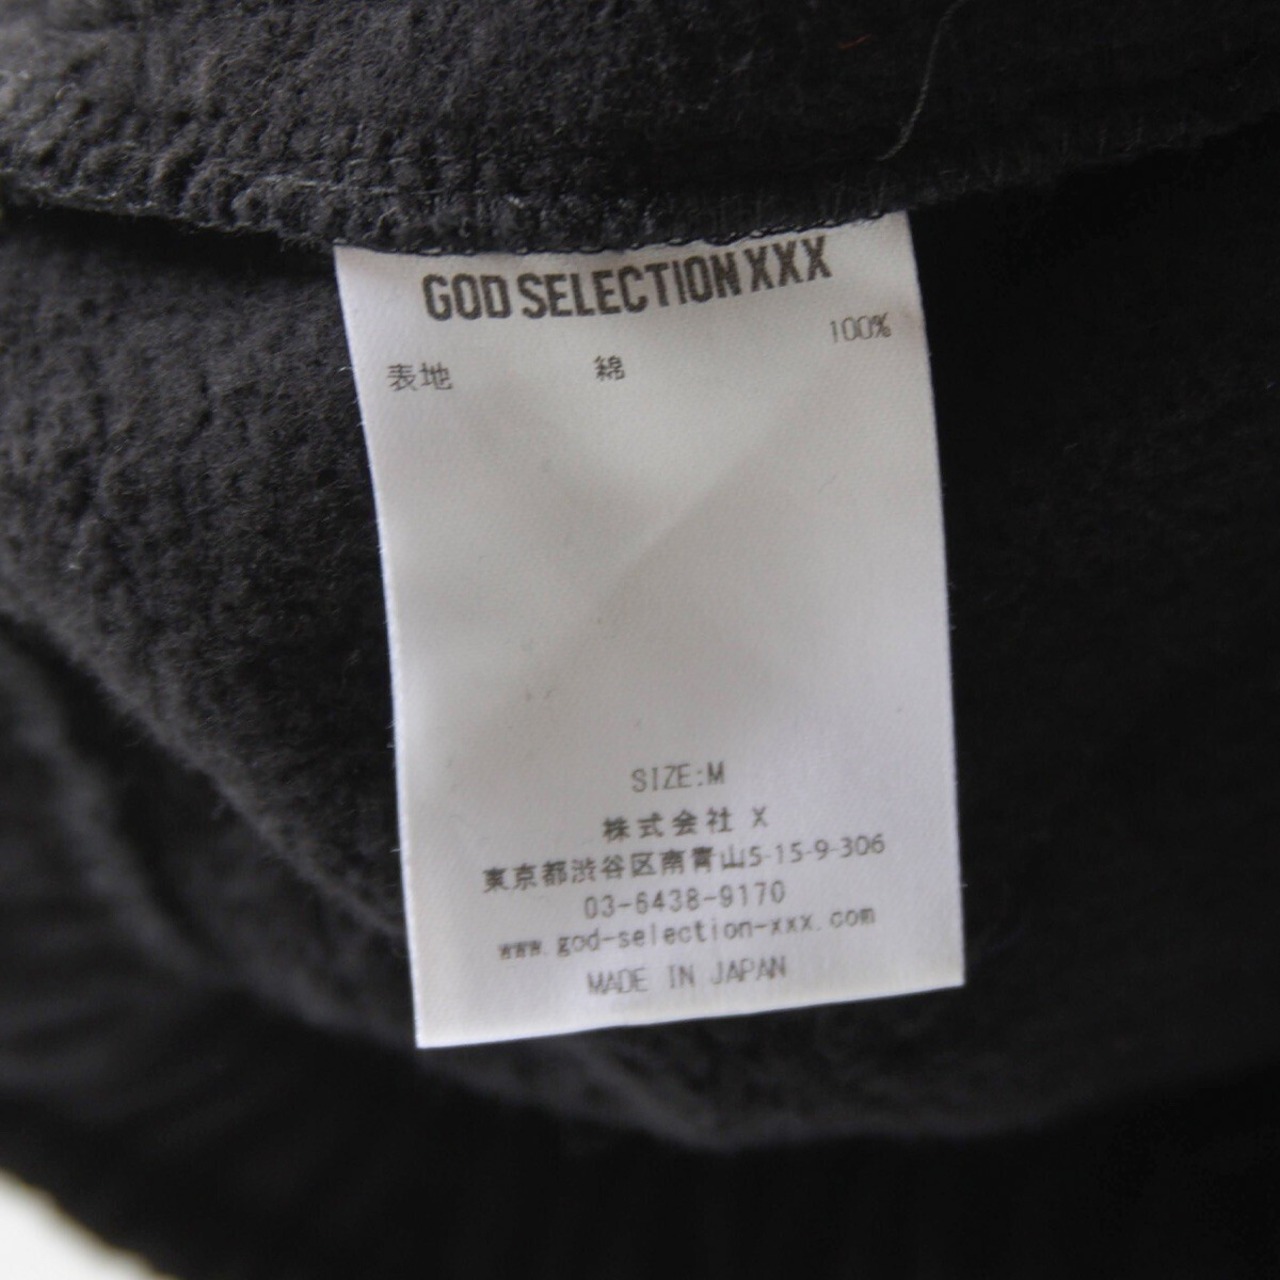 GOD SELECTION XXX
表地 綿 100%
SIZE:M
株式会社 X
東京都渋谷区南青山5-15-9-306
03-6438-9170
www.god-selection-xxx.com
MADE IN JAPAN